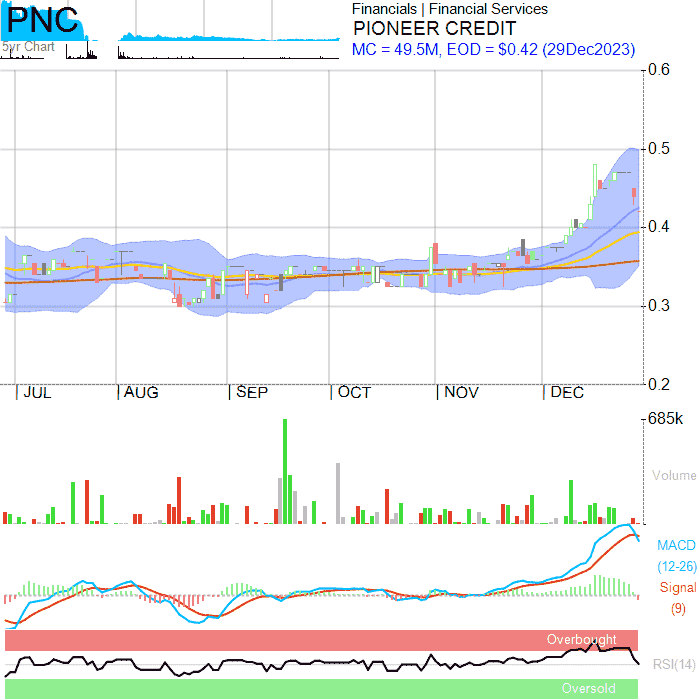 PNC
5yr Chart
Financials | Financial Services
PIONEER CREDIT
MC = 49.5M, EOD = $0.42 (29Dec2023)
0.6
0.5
0.4
0.3
0.2
JUL AUG SEP OCT NOV DEC
685k
Volume
MACD
(12-26)
Signal
(9)
Overbought
RSI(14)
Oversold